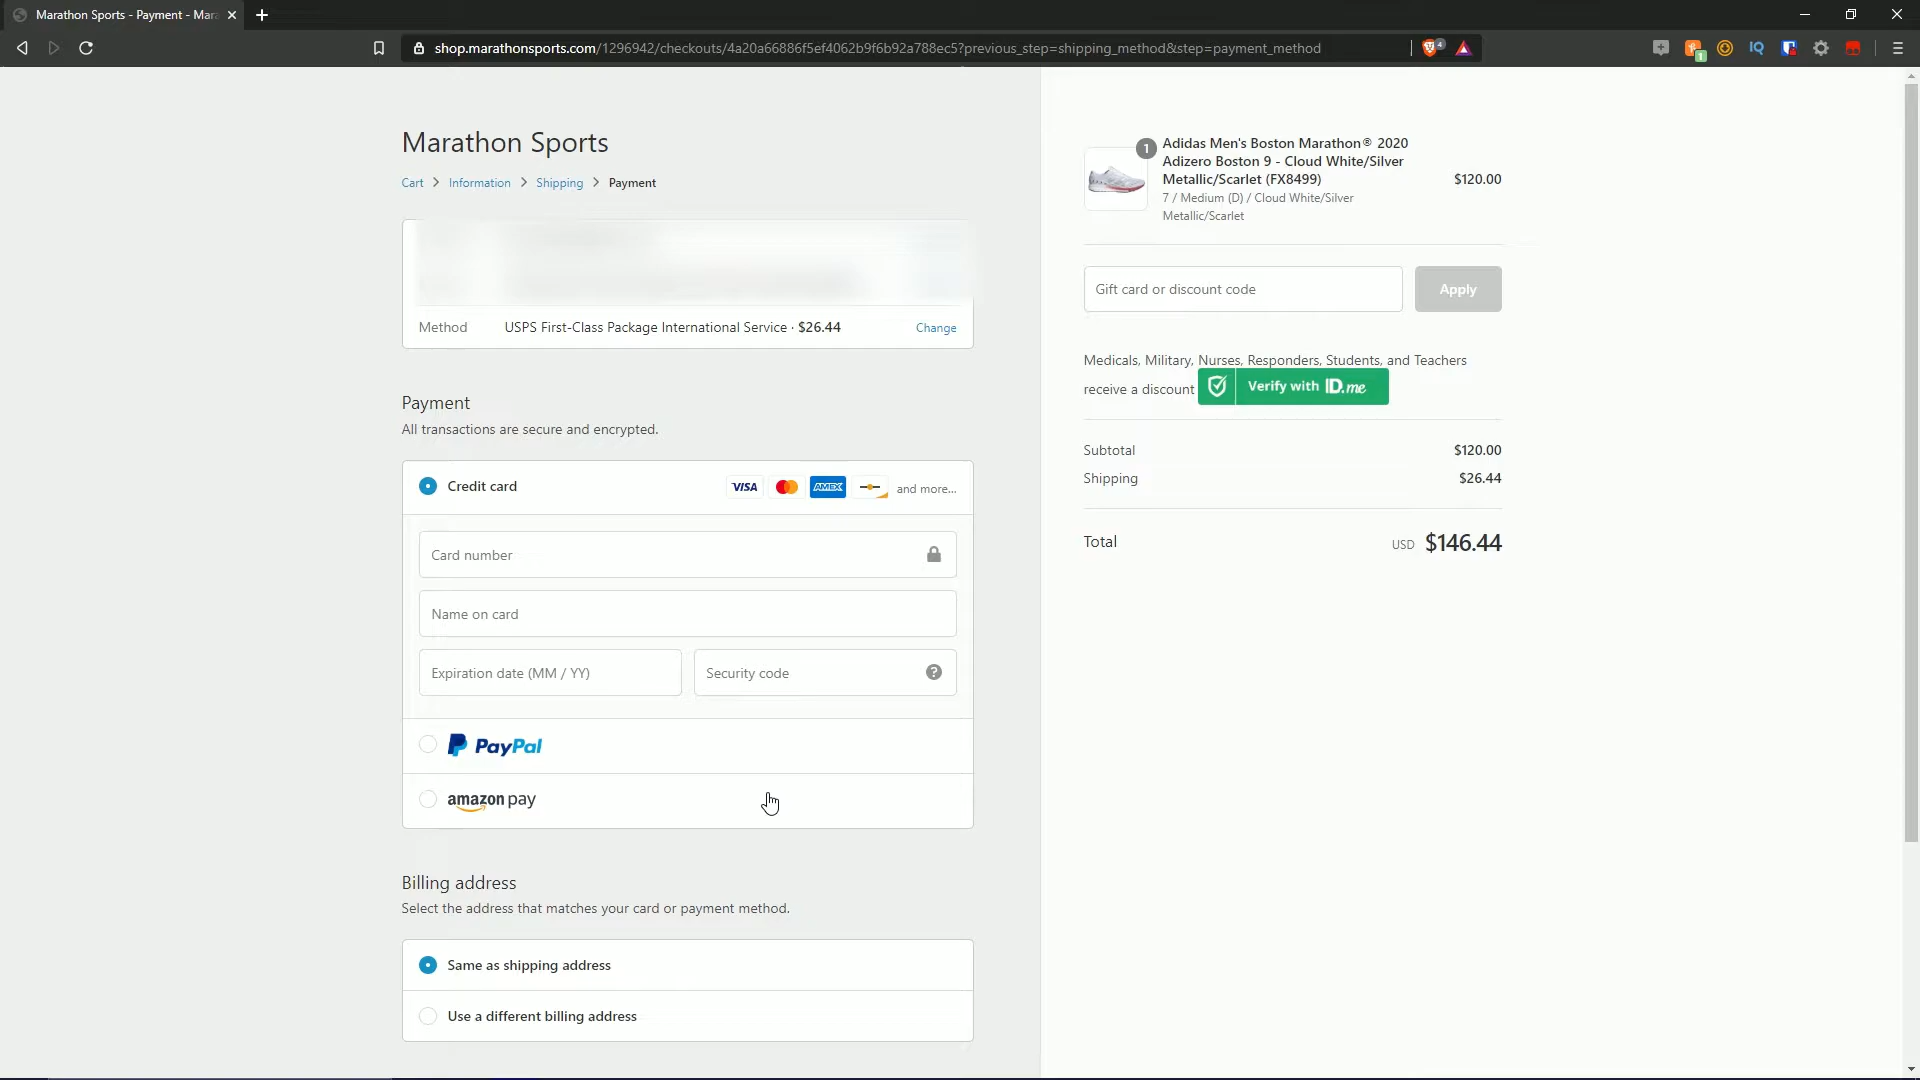 Marathon Sports - Payment - Mara
shop.marathonsports.com/1296942/checkouts/4a20a66886f5ef4062b9f6b92a788ec5?previous_step=shipping_method&step=payment_method
4
1
IQ
Marathon Sports
Cart > Information > Shipping > Payment
Method USPS First-Class Package International Service · $26.44 Change
Payment
All transactions are secure and encrypted.
Credit card VISA AMEX and more...
Card number
Name on card
Expiration date (MM / YY) Security code ?
PayPal
amazon pay
Billing address
Select the address that matches your card or payment method.
Same as shipping address
Use a different billing address
1
Adidas Men's Boston Marathon® 2020
Adizero Boston 9 - Cloud White/Silver
Metallic/Scarlet (FX8499) $120.00
7 / Medium (D) / Cloud White/Silver
Metallic/Scarlet
Gift card or discount code Apply
Medicals, Military, Nurses, Responders, Students, and Teachers
receive a discount Verify with ID.me
Subtotal $120.00
Shipping $26.44
Total USD $146.44